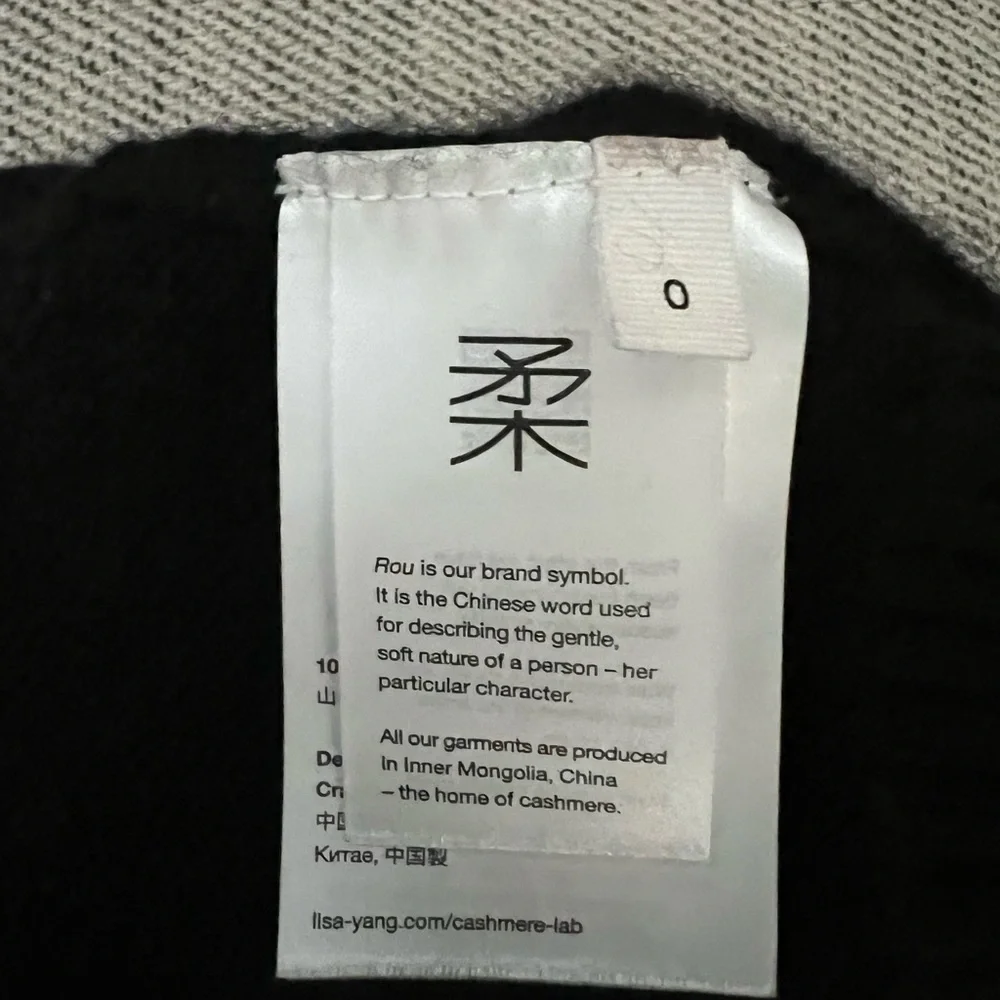 0
柔
Rou is our brand symbol.
It is the Chinese word used
for describing the gentle,
soft nature of a person – her
particular character.
All our garments are produced
in Inner Mongolia, China
– the home of cashmere.
10
山
De
Cra
中国
Китае, 中国製
lisa-yang.com/cashmere-lab